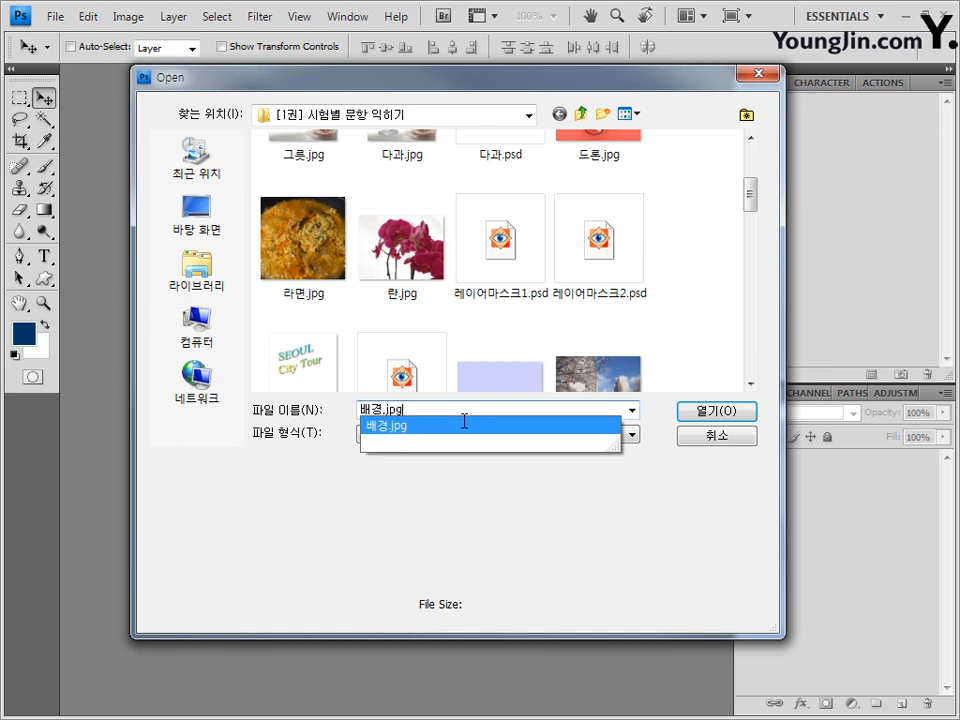 Ps File Edit Image Layer Select Filter View Window Help Br 100% ESSENTIALS
Auto-Select: Layer Show Transform Controls
YoungJin.com Y.
Ps Open
CHARACTER ACTIONS
찾는 위치(I): [1권] 시험별 문항 익히기
최근 위치
바탕 화면
라이브러리
컴퓨터
네트워크
그릇.jpg 다과.jpg 다과.psd 드론.jpg
라면.jpg 란.jpg 레이어마스크1.psd 레이어마스크2.psd
SEOUL
City Tour
CHANNEL PATHS ADJUSTM
파일 이름(N): 배경.jpg 열기(O)
Opacity: 100%
배경.jpg
파일 형식(T): 취소
Fill: 100%
File Size: